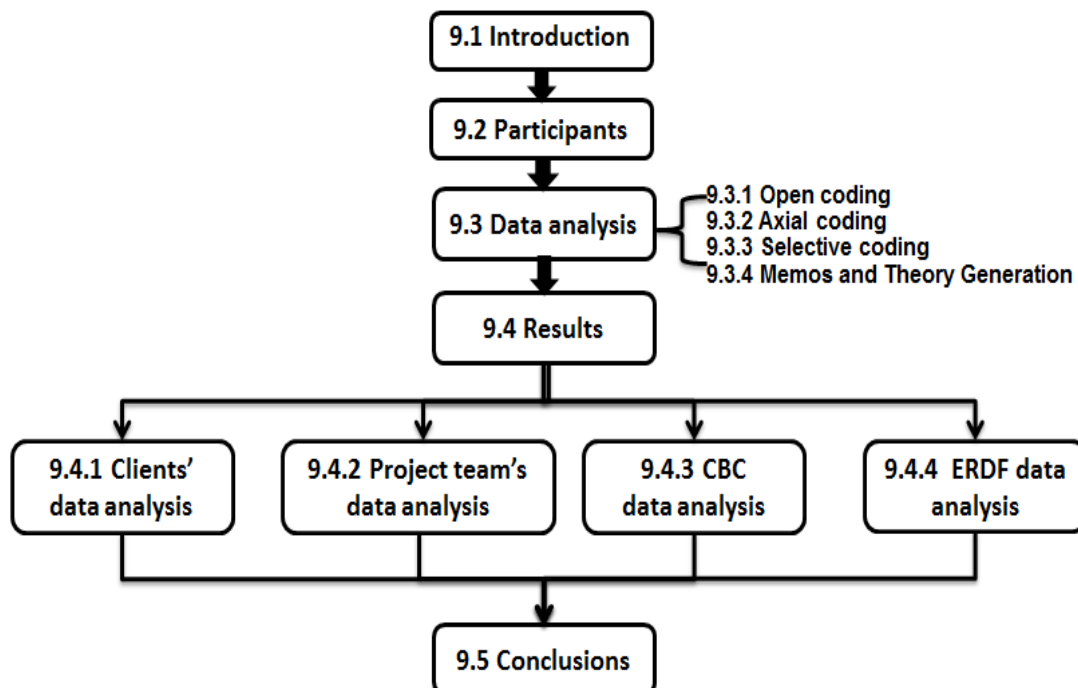 9.1 Introduction
9.2 Participants
9.3 Data analysis
9.3.1 Open coding
9.3.2 Axial coding
9.3.3 Selective coding
9.3.4 Memos and Theory Generation
9.4 Results
9.4.1 Clients'
data analysis
9.4.2 Project team's
data analysis
9.4.3 CBC
data analysis
9.4.4 ERDF data
analysis
9.5 Conclusions